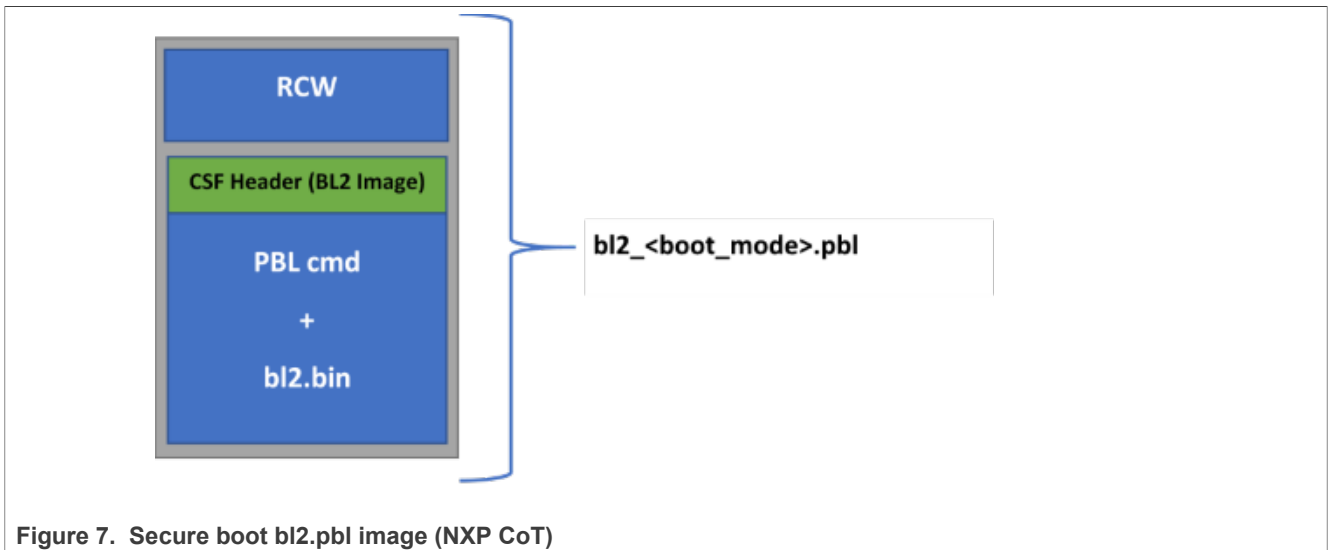 RCW
CSF Header (BL2 Image)
PBL cmd
+
bl2.bin
bl2_<boot_mode>.pbl
Figure 7. Secure boot bl2.pbl image (NXP CoT)